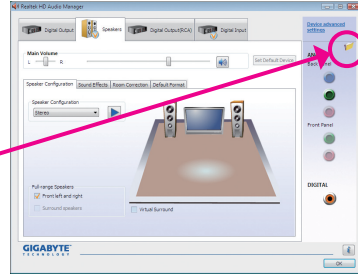 Realtek HD Audio Manager
Device advanced
settings
Digital Output
Speakers
Digital Output(RCA)
Digital Input
Main Volume
L
R
Set Default Device
AN
Back Panel
Speaker Configuration
Sound Effects
Room Correction
Default Format
Speaker Configuration
Stereo
Front Panel
Full-range Speakers
Front left and right
Surround speakers
Virtual Surround
DIGITAL
GIGABYTE
TECHNOLOGY
OK